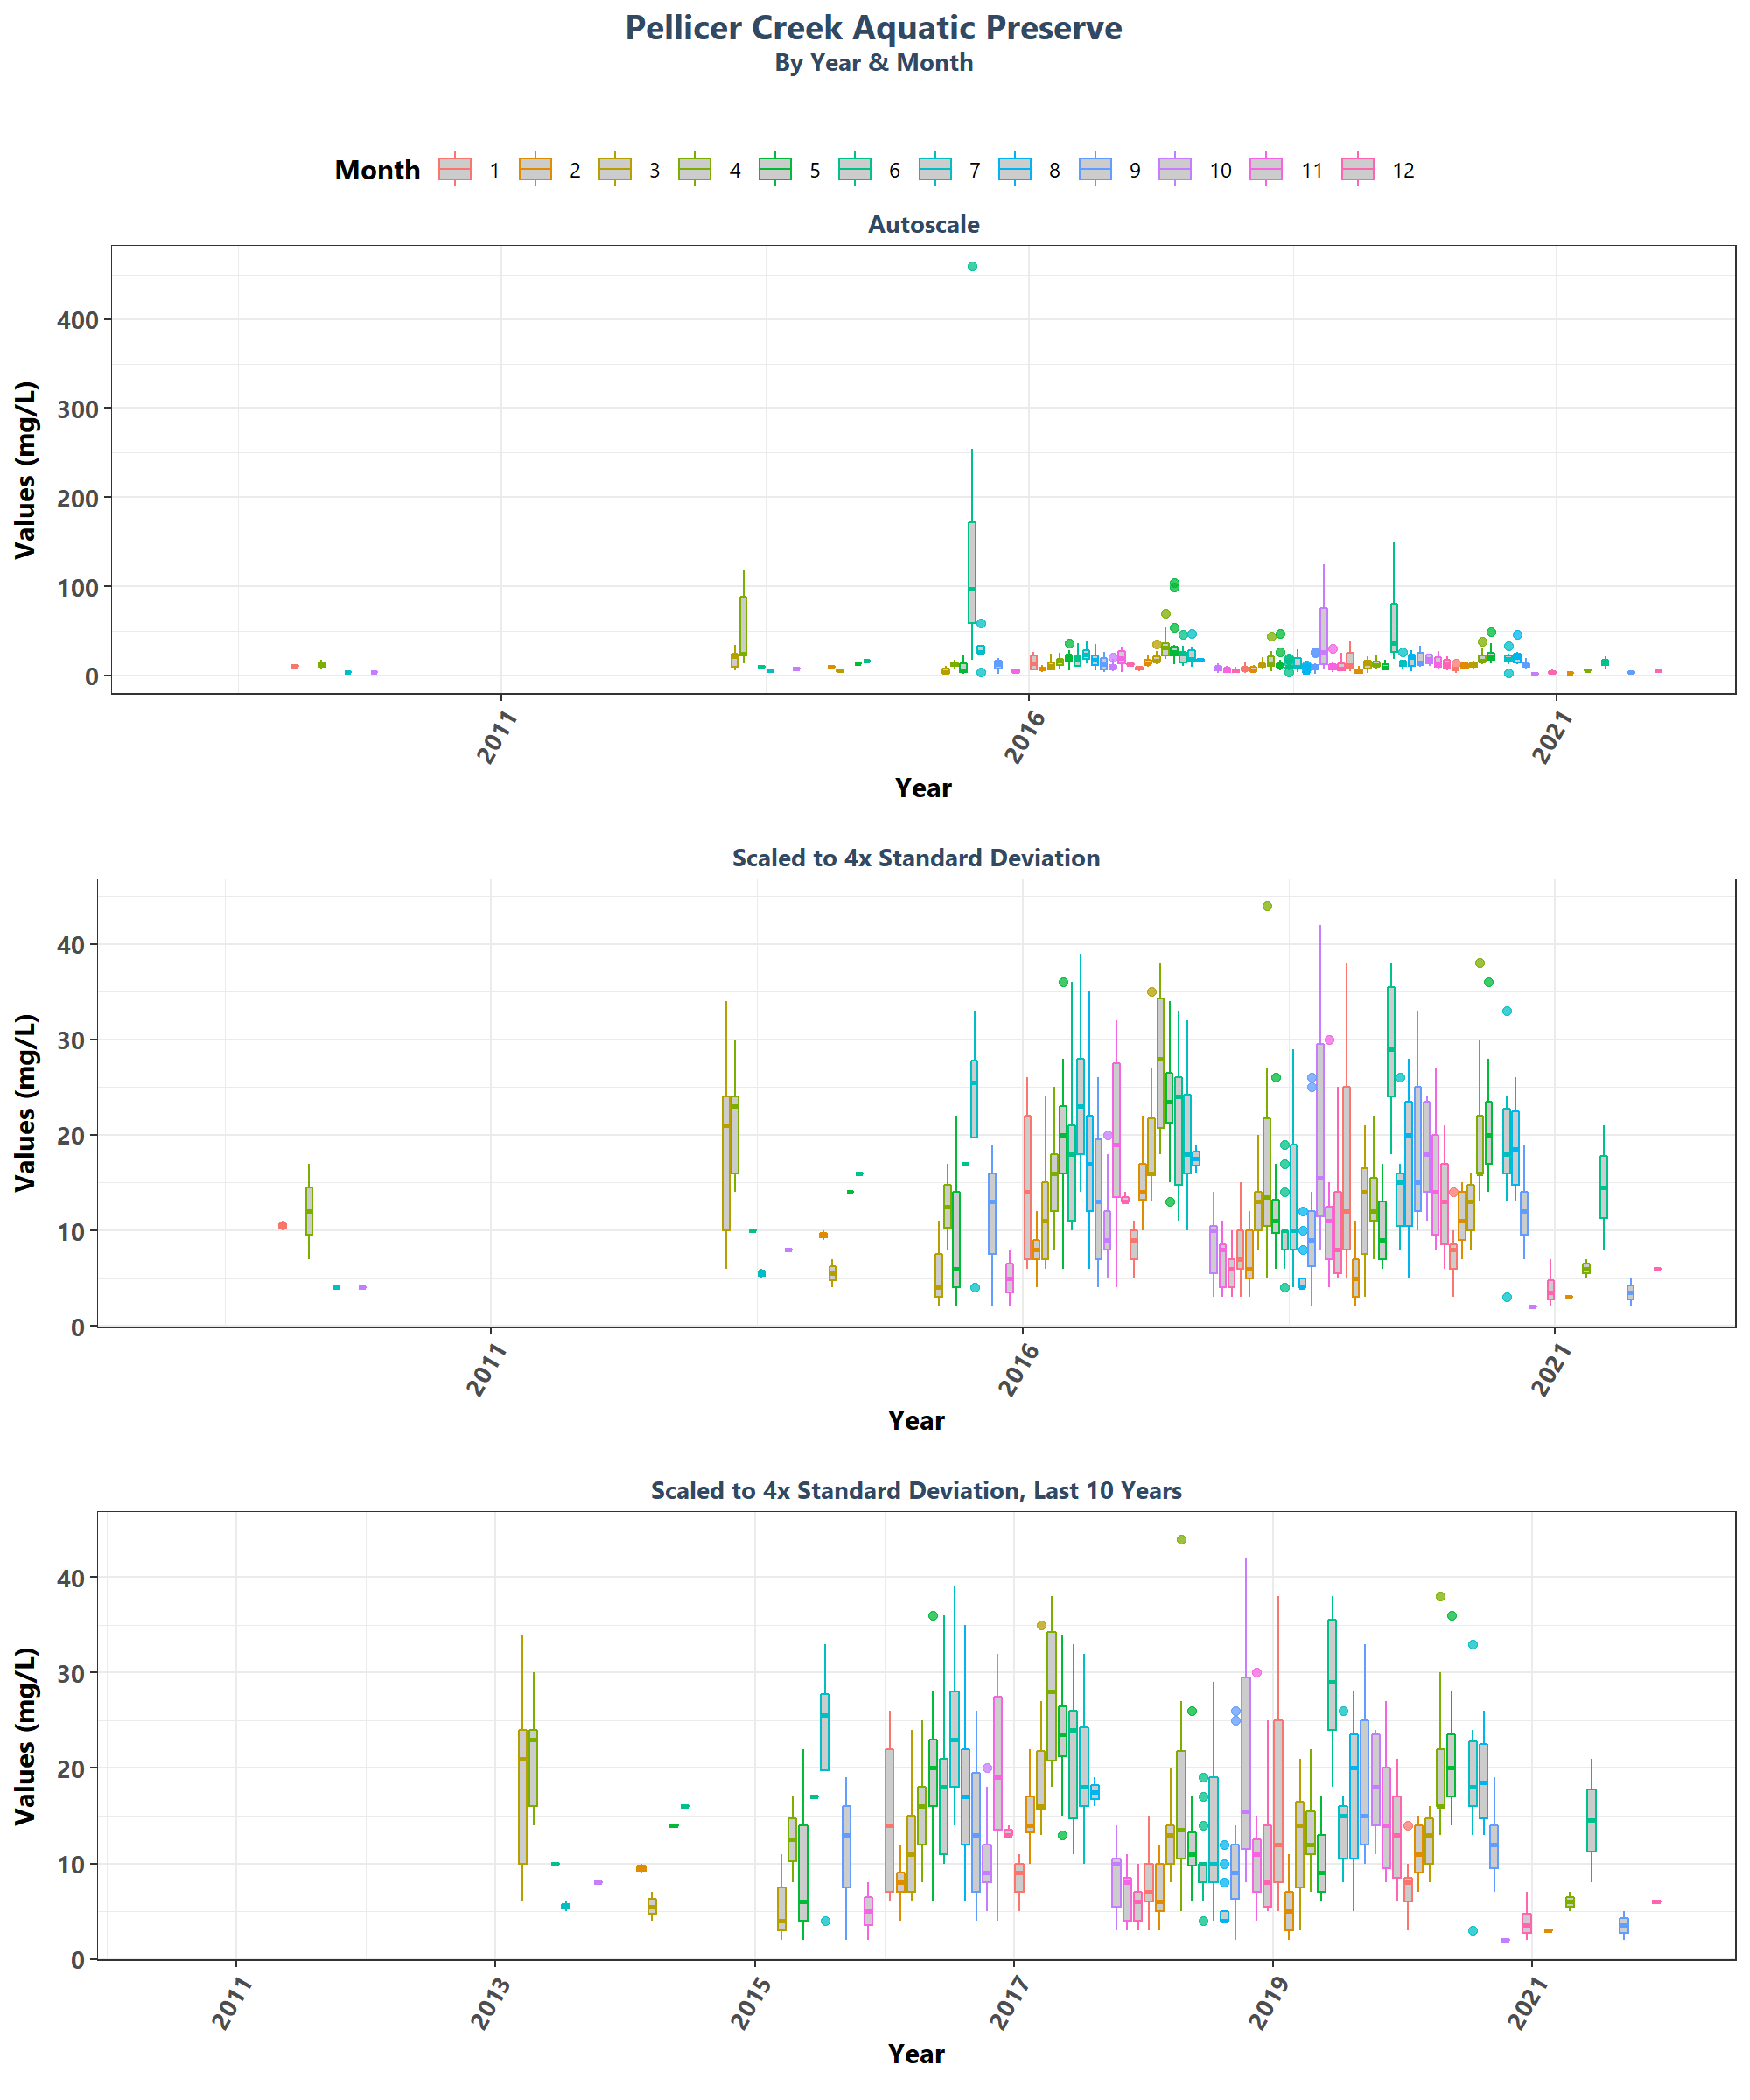 Pellicer Creek Aquatic Preserve
By Year & Month
Month 1 2 3 4 5 6 7 8 9 10 11 12
Autoscale
Values (mg/L)
400
300
200
100
0
2011 2016 2021
Year
Scaled to 4x Standard Deviation
Values (mg/L)
40
30
20
10
0
2011 2016 2021
Year
Scaled to 4x Standard Deviation, Last 10 Years
Values (mg/L)
40
30
20
10
0
2011 2013 2015 2017 2019 2021
Year